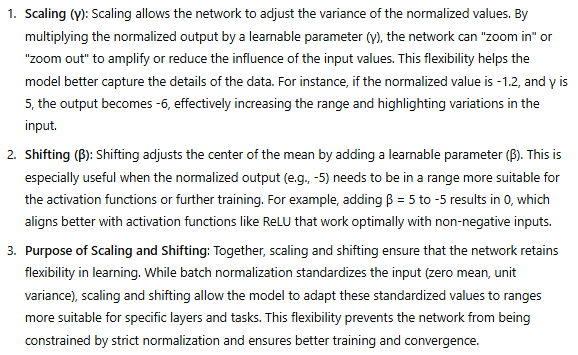 1. Scaling (γ): Scaling allows the network to adjust the variance of the normalized values. By
multiplying the normalized output by a learnable parameter (γ), the network can "zoom in" or
"zoom out" to amplify or reduce the influence of the input values. This flexibility helps the
model better capture the details of the data. For instance, if the normalized value is -1.2, and γ is
5, the output becomes -6, effectively increasing the range and highlighting variations in the
input.
2. Shifting (β): Shifting adjusts the center of the mean by adding a learnable parameter (β). This is
especially useful when the normalized output (e.g., -5) needs to be in a range more suitable for
the activation functions or further training. For example, adding β = 5 to -5 results in 0, which
aligns better with activation functions like ReLU that work optimally with non-negative inputs.
3. Purpose of Scaling and Shifting: Together, scaling and shifting ensure that the network retains
flexibility in learning. While batch normalization standardizes the input (zero mean, unit
variance), scaling and shifting allow the model to adapt these standardized values to ranges
more suitable for specific layers and tasks. This flexibility prevents the network from being
constrained by strict normalization and ensures better training and convergence.